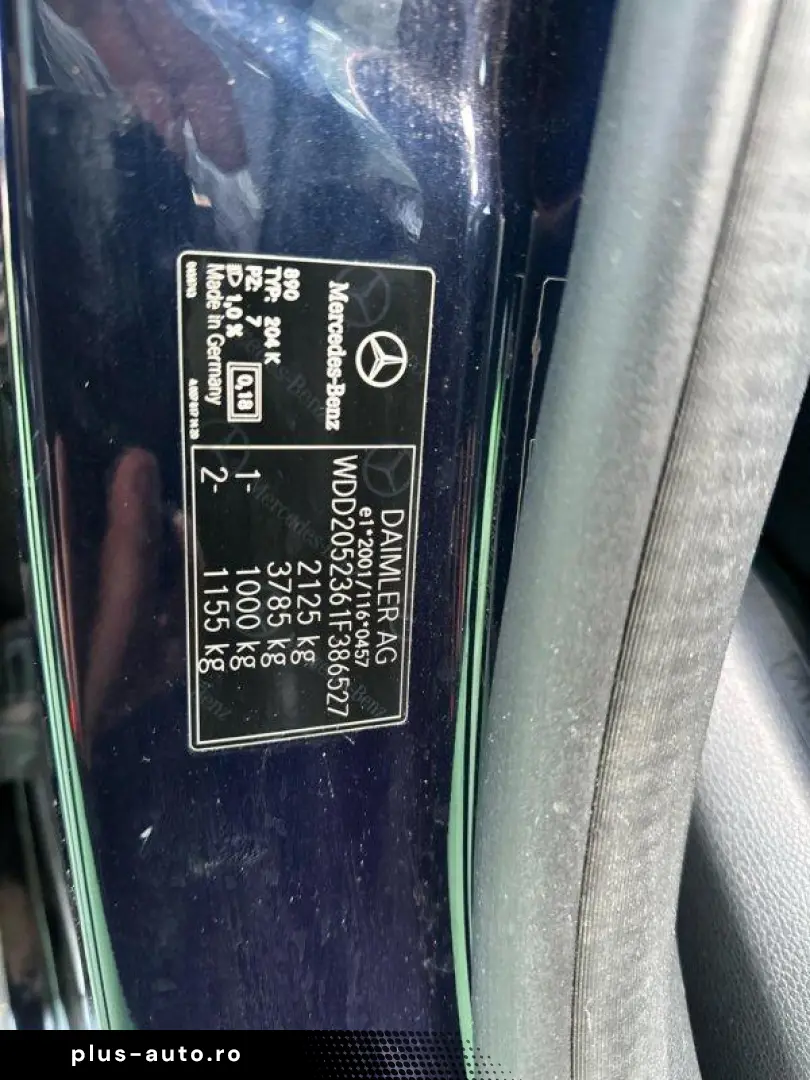 Mercedes-Benz
890
TYP: 204 K
PZ: 7
1,0 %
0,18
Made in Germany
DAIMLER AG
e1*2001/116*0457
WDD2052361F386527
2125 kg
3785 kg
1- 1000 kg
2- 1155 kg
plus-auto.ro